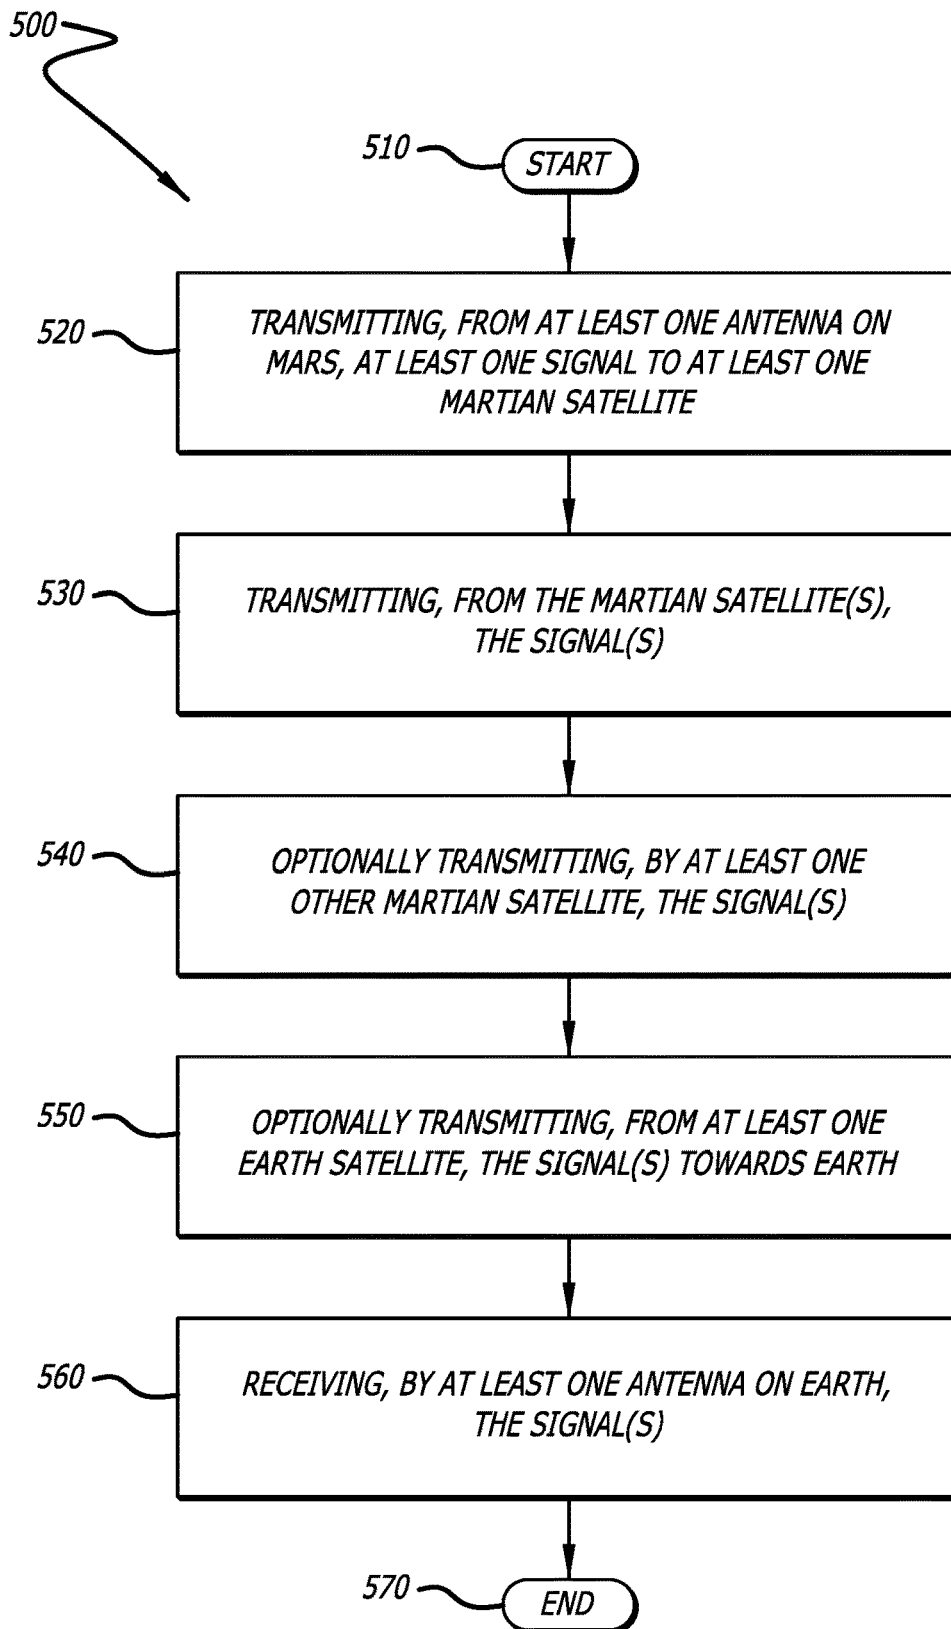 500
510
START
520
TRANSMITTING, FROM AT LEAST ONE ANTENNA ON
MARS, AT LEAST ONE SIGNAL TO AT LEAST ONE
MARTIAN SATELLITE
530
TRANSMITTING, FROM THE MARTIAN SATELLITE(S),
THE SIGNAL(S)
540
OPTIONALLY TRANSMITTING, BY AT LEAST ONE
OTHER MARTIAN SATELLITE, THE SIGNAL(S)
550
OPTIONALLY TRANSMITTING, FROM AT LEAST ONE
EARTH SATELLITE, THE SIGNAL(S) TOWARDS EARTH
560
RECEIVING, BY AT LEAST ONE ANTENNA ON EARTH,
THE SIGNAL(S)
570
END